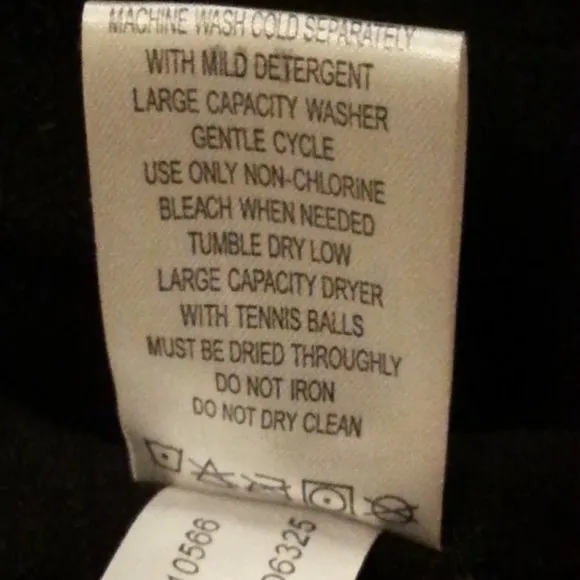 MACHINE WASH COLD SEPARATELY
WITH MILD DETERGENT
LARGE CAPACITY WASHER
GENTLE CYCLE
USE ONLY NON-CHLORINE
BLEACH WHEN NEEDED
TUMBLE DRY LOW
LARGE CAPACITY DRYER
WITH TENNIS BALLS
MUST BE DRIED THROUGHLY
DO NOT IRON
DO NOT DRY CLEAN
10566
06325